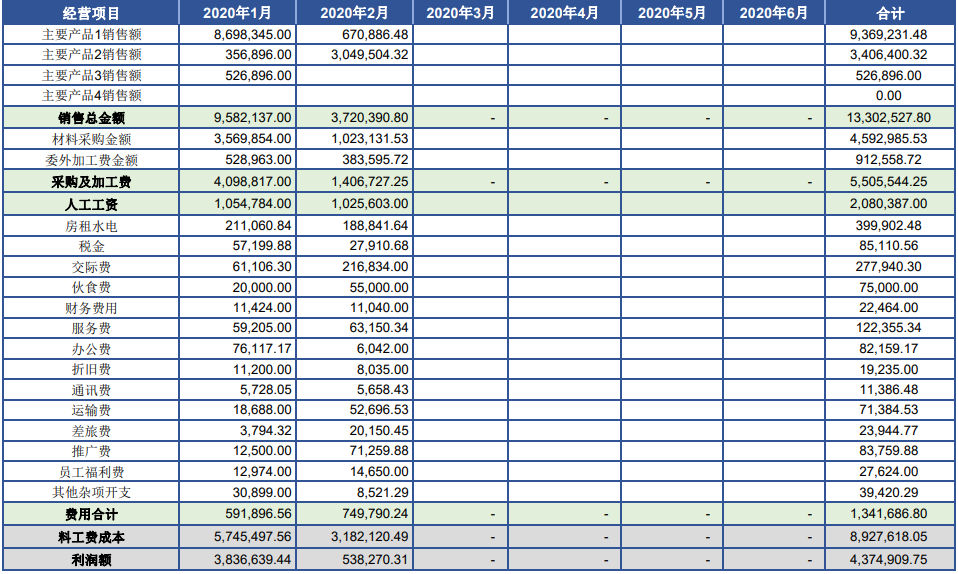 经营项目 2020年1月 2020年2月 2020年3月 2020年4月 2020年5月 2020年6月 合计
主要产品1销售额 8,698,345.00 670,886.48 9,369,231.48
主要产品2销售额 356,896.00 3,049,504.32 3,406,400.32
主要产品3销售额 526,896.00 526,896.00
主要产品4销售额 0.00
销售总金额 9,582,137.00 3,720,390.80 - - - - 13,302,527.80
材料采购金额 3,569,854.00 1,023,131.53 4,592,985.53
委外加工费金额 528,963.00 383,595.72 912,558.72
采购及加工费 4,098,817.00 1,406,727.25 - - - - 5,505,544.25
人工工资 1,054,784.00 1,025,603.00 2,080,387.00
房租水电 211,060.84 188,841.64 399,902.48
税金 57,199.88 27,910.68 85,110.56
交际费 61,106.30 216,834.00 277,940.30
伙食费 20,000.00 55,000.00 75,000.00
财务费用 11,424.00 11,040.00 22,464.00
服务费 59,205.00 63,150.34 122,355.34
办公费 76,117.17 6,042.00 82,159.17
折旧费 11,200.00 8,035.00 19,235.00
通讯费 5,728.05 5,658.43 11,386.48
运输费 18,688.00 52,696.53 71,384.53
差旅费 3,794.32 20,150.45 23,944.77
推广费 12,500.00 71,259.88 83,759.88
员工福利费 12,974.00 14,650.00 27,624.00
其他杂项开支 30,899.00 8,521.29 39,420.29
费用合计 591,896.56 749,790.24 - - - - 1,341,686.80
料工费成本 5,745,497.56 3,182,120.49 - - - - 8,927,618.05
利润额 3,836,639.44 538,270.31 - - - - 4,374,909.75